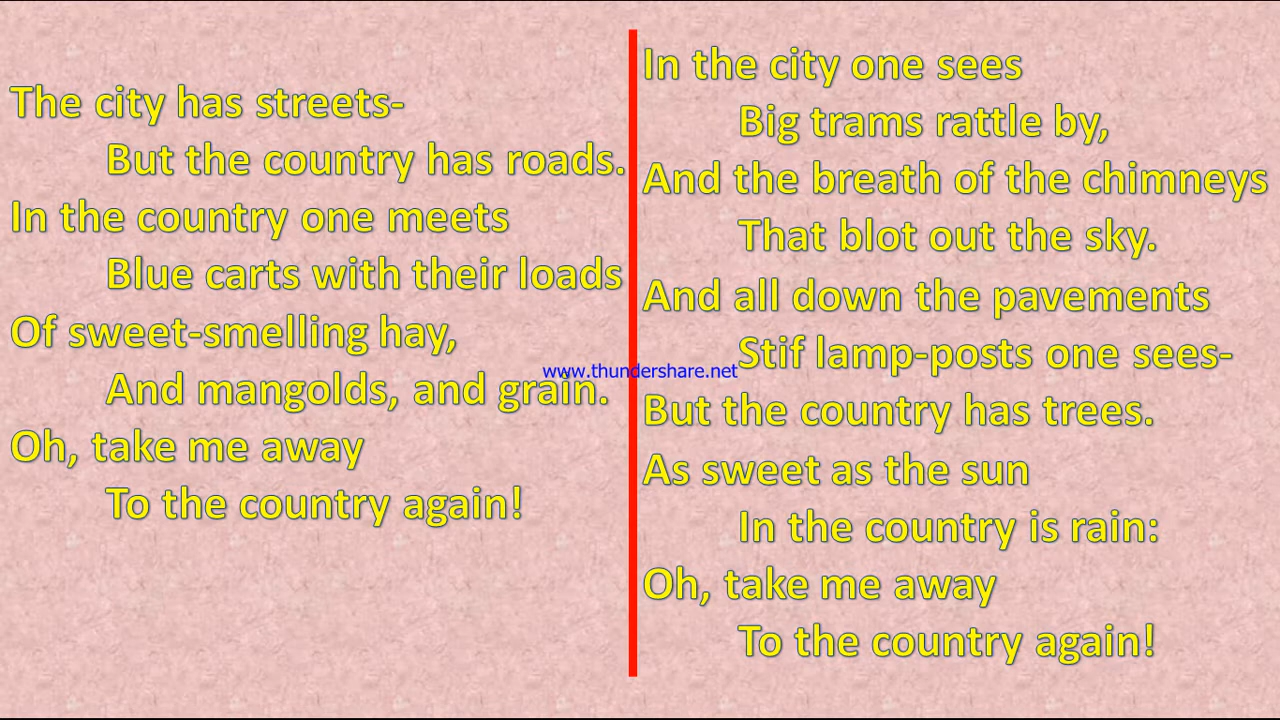 The city has streets-
But the country has roads.
In the country one meets
Blue carts with their loads
Of sweet-smelling hay,
And mangolds, and grain.
Oh, take me away
To the country again!
In the city one sees
Big trams rattle by,
And the breath of the chimneys
That blot out the sky.
And all down the pavements
Stif lamp-posts one sees-
But the country has trees.
As sweet as the sun
In the country is rain:
Oh, take me away
To the country again!
www.thundershare.net